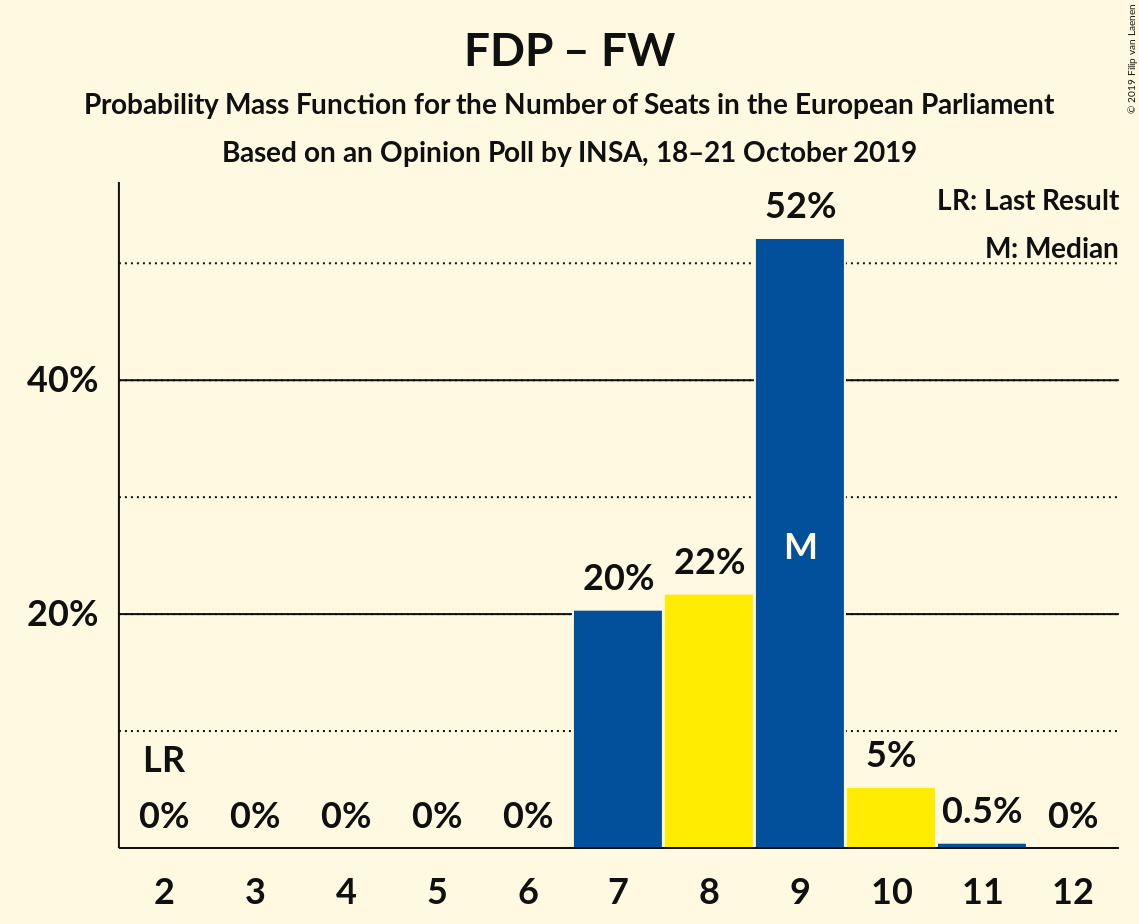 FDP – FW
Probability Mass Function for the Number of Seats in the European Parliament
Based on an Opinion Poll by INSA, 18–21 October 2019
© 2019 Filip van Laenen
LR: Last Result
M: Median
52%
40%
M
22%
20%
20%
LR
5%
0% 0% 0% 0% 0% 0.5% 0%
2 3 4 5 6 7 8 9 10 11 12